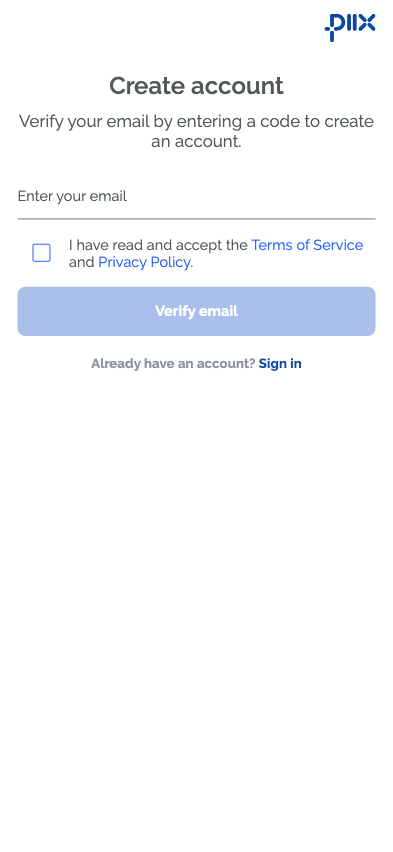 PIIX
Create account
Verify your email by entering a code to create
an account.
Enter your email
I have read and accept the Terms of Service
and Privacy Policy.
Verify email
Already have an account? Sign in